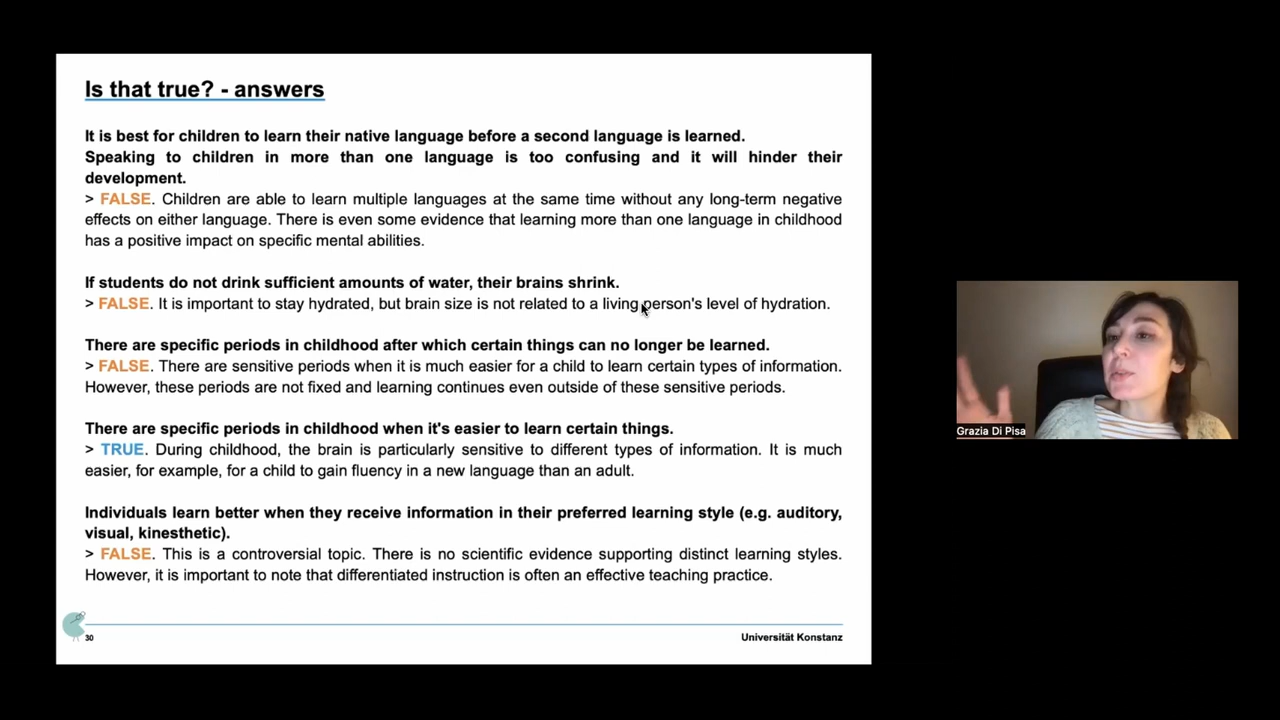 Is that true? - answers
It is best for children to learn their native language before a second language is learned.
Speaking to children in more than one language is too confusing and it will hinder their
development.
> FALSE. Children are able to learn multiple languages at the same time without any long-term negative
effects on either language. There is even some evidence that learning more than one language in childhood
has a positive impact on specific mental abilities.
If students do not drink sufficient amounts of water, their brains shrink.
> FALSE. It is important to stay hydrated, but brain size is not related to a living person's level of hydration.
There are specific periods in childhood after which certain things can no longer be learned.
> FALSE. There are sensitive periods when it is much easier for a child to learn certain types of information.
However, these periods are not fixed and learning continues even outside of these sensitive periods.
There are specific periods in childhood when it's easier to learn certain things.
> TRUE. During childhood, the brain is particularly sensitive to different types of information. It is much
easier, for example, for a child to gain fluency in a new language than an adult.
Individuals learn better when they receive information in their preferred learning style (e.g. auditory,
visual, kinesthetic).
> FALSE. This is a controversial topic. There is no scientific evidence supporting distinct learning styles.
However, it is important to note that differentiated instruction is often an effective teaching practice.
30
Universität Konstanz
Grazia Di Pisa